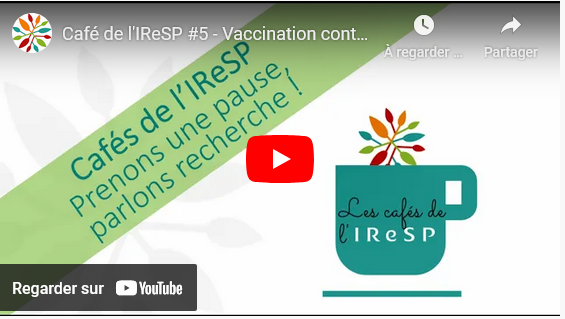 Café de l'IReSP #5 - Vaccination cont...
À regarder ...
Partager
Cafés de l'IReSP
Prenons une pause,
parlons recherche !
Les cafés de
l'IReSP
Regarder sur YouTube